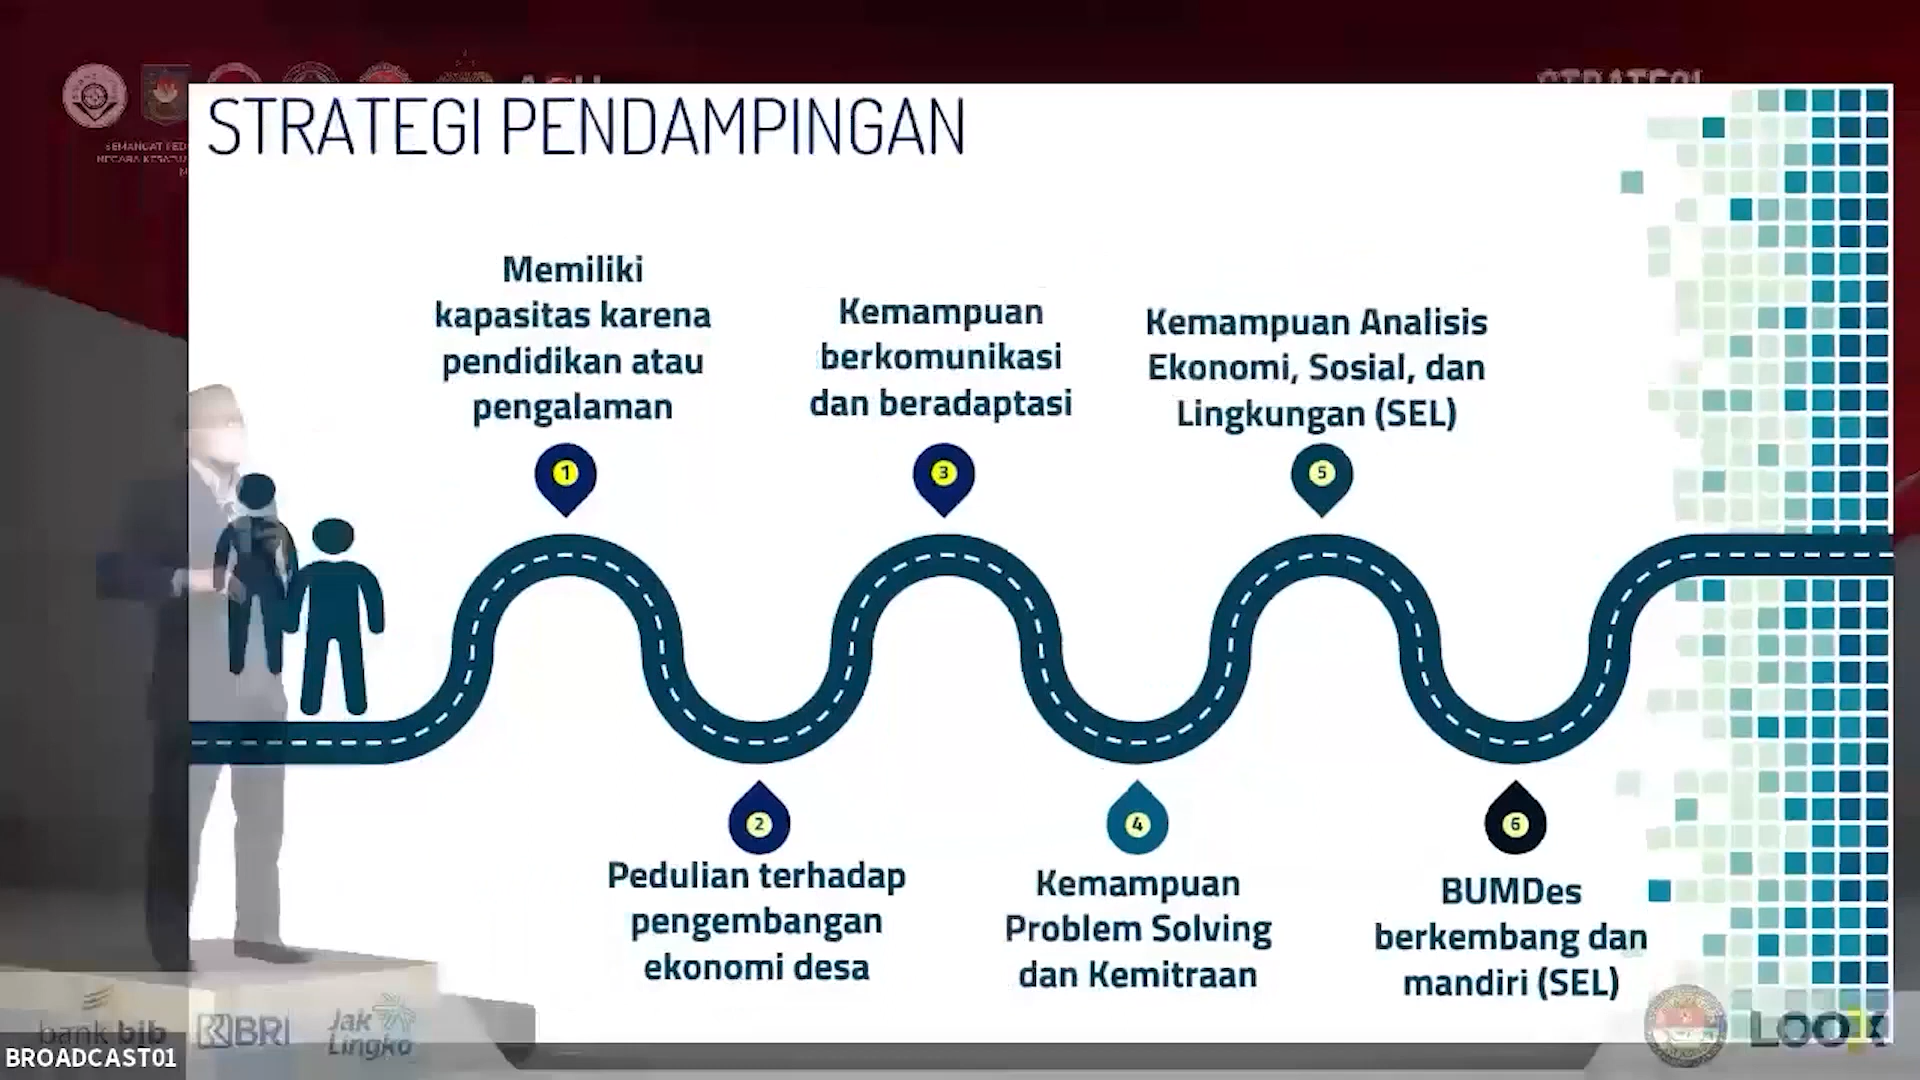 STRATEGI
STRATEGI PENDAMPINGAN
Memiliki
kapasitas karena
pendidikan atau
pengalaman
1
Pedulian terhadap
pengembangan
ekonomi desa
2
Kemampuan
berkomunikasi
dan beradaptasi
3
Kemampuan
Problem Solving
dan Kemitraan
4
Kemampuan Analisis
Ekonomi, Sosial, dan
Lingkungan (SEL)
5
BUMDes
berkembang dan
mandiri (SEL)
6
bank bjb
BRI
Jak
Lingko
BROADCAST01